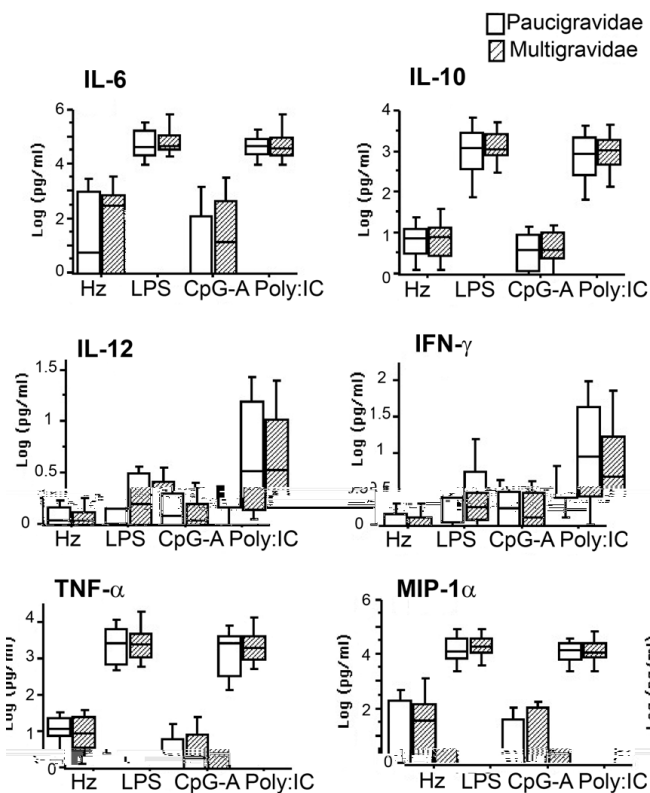 Paucigravidae
Multigravidae
IL-6
Log (pg/ml)
6
4
2
0
Hz LPS CpG-A Poly:IC
IL-10
Log (pg/ml)
4
3
2
1
0
Hz LPS CpG-A Poly:IC
IL-12
Log (pg/ml)
1.5
1
0.5
0
Hz LPS CpG-A Poly:IC
IFN-γ
Log (pg/ml)
2
1.5
1
0
Hz LPS CpG-A Poly:IC
TNF-α
Log (pg/ml)
4
3
2
1
0
Hz LPS CpG-A Poly:IC
MIP-1α
Log (pg/ml)
6
4
2
0
Hz LPS CpG-A Poly:IC